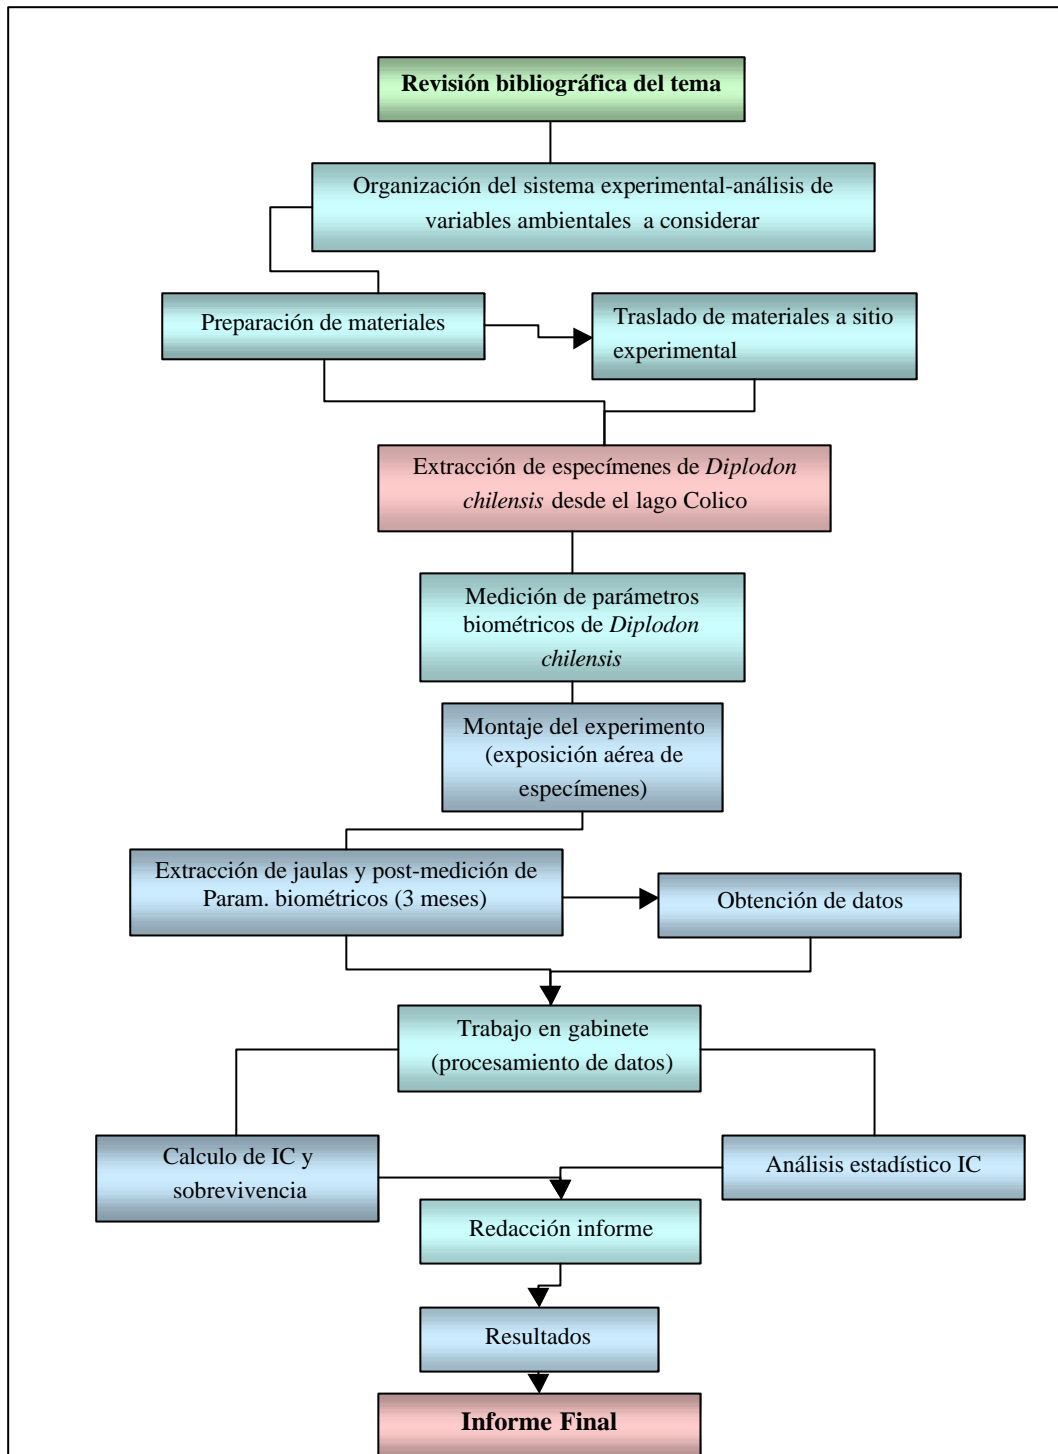 Revisión bibliográfica del tema
Organización del sistema experimental-análisis de
variables ambientales a considerar
Preparación de materiales
Traslado de materiales a sitio
experimental
Extracción de especímenes de Diplodon
chilensis desde el lago Colico
Medición de parámetros
biométricos de Diplodon
chilensis
Montaje del experimento
(exposición aérea de
especímenes)
Extracción de jaulas y post-medición de
Param. biométricos (3 meses)
Obtención de datos
Trabajo en gabinete
(procesamiento de datos)
Calculo de IC y
sobrevivencia
Análisis estadístico IC
Redacción informe
Resultados
Informe Final